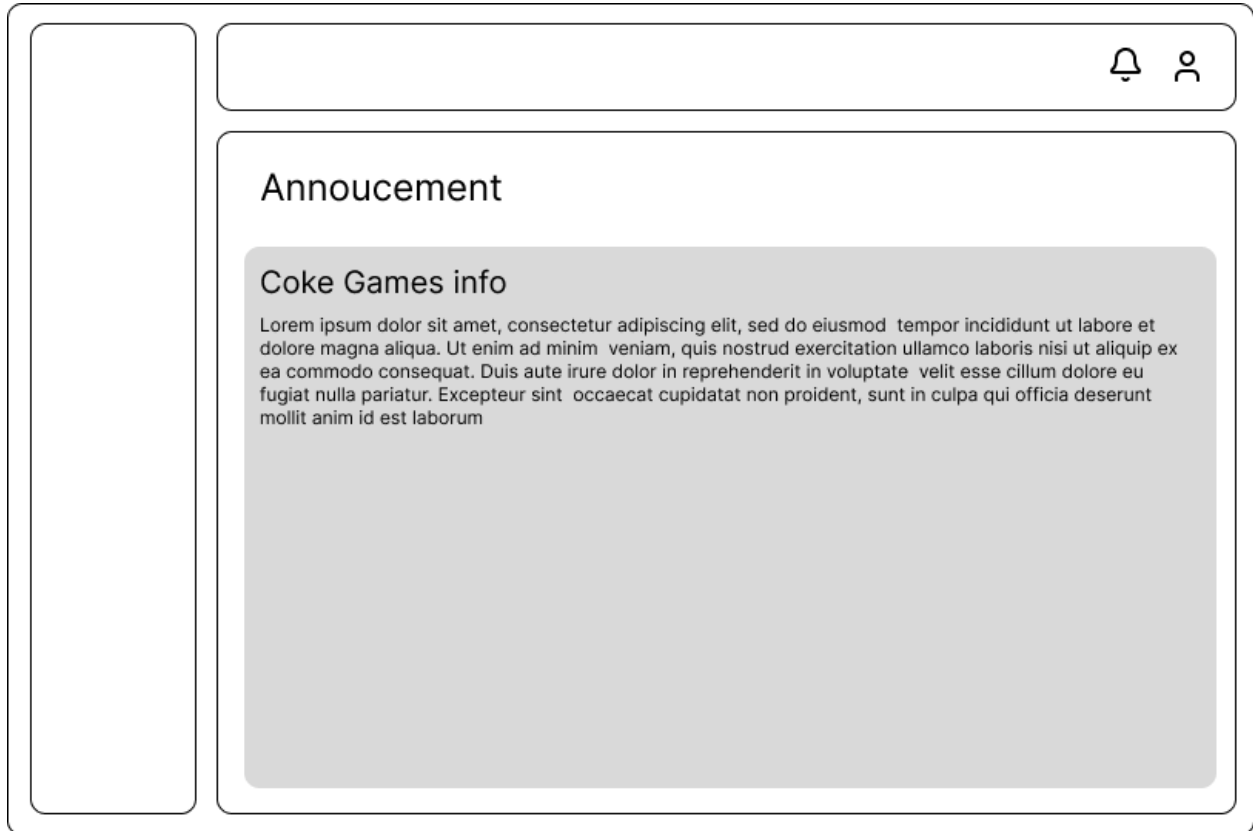 Annoucement
Coke Games info
Lorem ipsum dolor sit amet, consectetur adipiscing elit, sed do eiusmod  tempor incididunt ut labore et
dolore magna aliqua. Ut enim ad minim  veniam, quis nostrud exercitation ullamco laboris nisi ut aliquip ex
ea commodo consequat. Duis aute irure dolor in reprehenderit in voluptate  velit esse cillum dolore eu
fugiat nulla pariatur. Excepteur sint  occaecat cupidatat non proident, sunt in culpa qui officia deserunt
mollit anim id est laborum